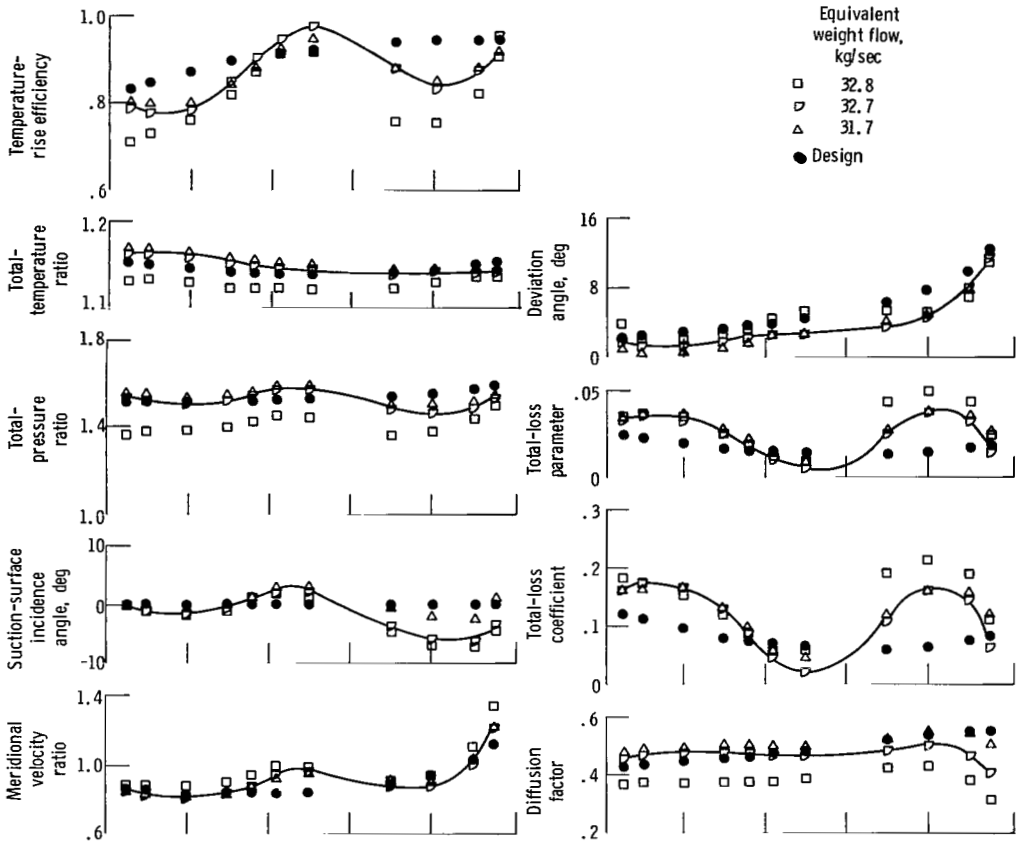 Equivalent
weight flow,
kg/sec
32.8
32.7
31.7
Design
Temperature-
rise efficiency
1.0
.8
.6
Total-
temperature
ratio
1.2
1.1
Total-
pressure
ratio
1.8
1.4
1.0
Suction-surface
incidence
angle, deg
10
0
-10
Meridional
velocity
ratio
1.4
1.0
.6
Deviation
angle, deg
16
8
0
Total-loss
parameter
.05
0
Total-loss
coefficient
.3
.2
.1
0
Diffusion
factor
.6
.4
.2